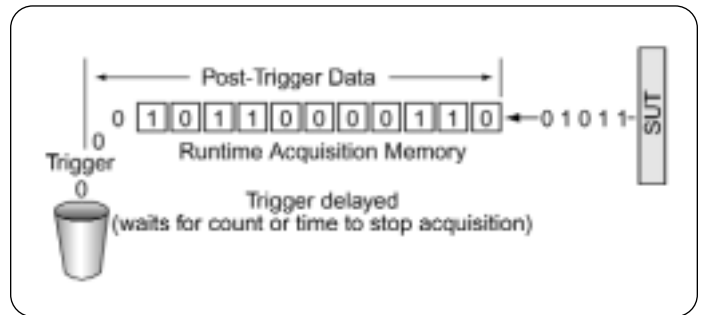 Post-Trigger Data
0 1 0 1 1 0 0 0 0 1 1 0 0 1 0 1 1
SUT
0
Runtime Acquisition Memory
Trigger
0
Trigger delayed
(waits for count or time to stop acquisition)